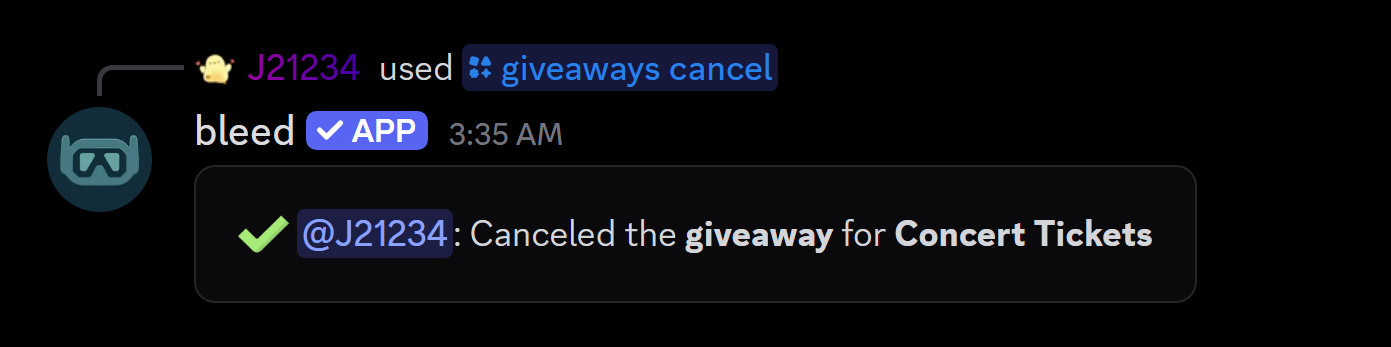 J21234 used giveaways cancel
bleed APP 3:35 AM
@J21234: Canceled the giveaway for Concert Tickets